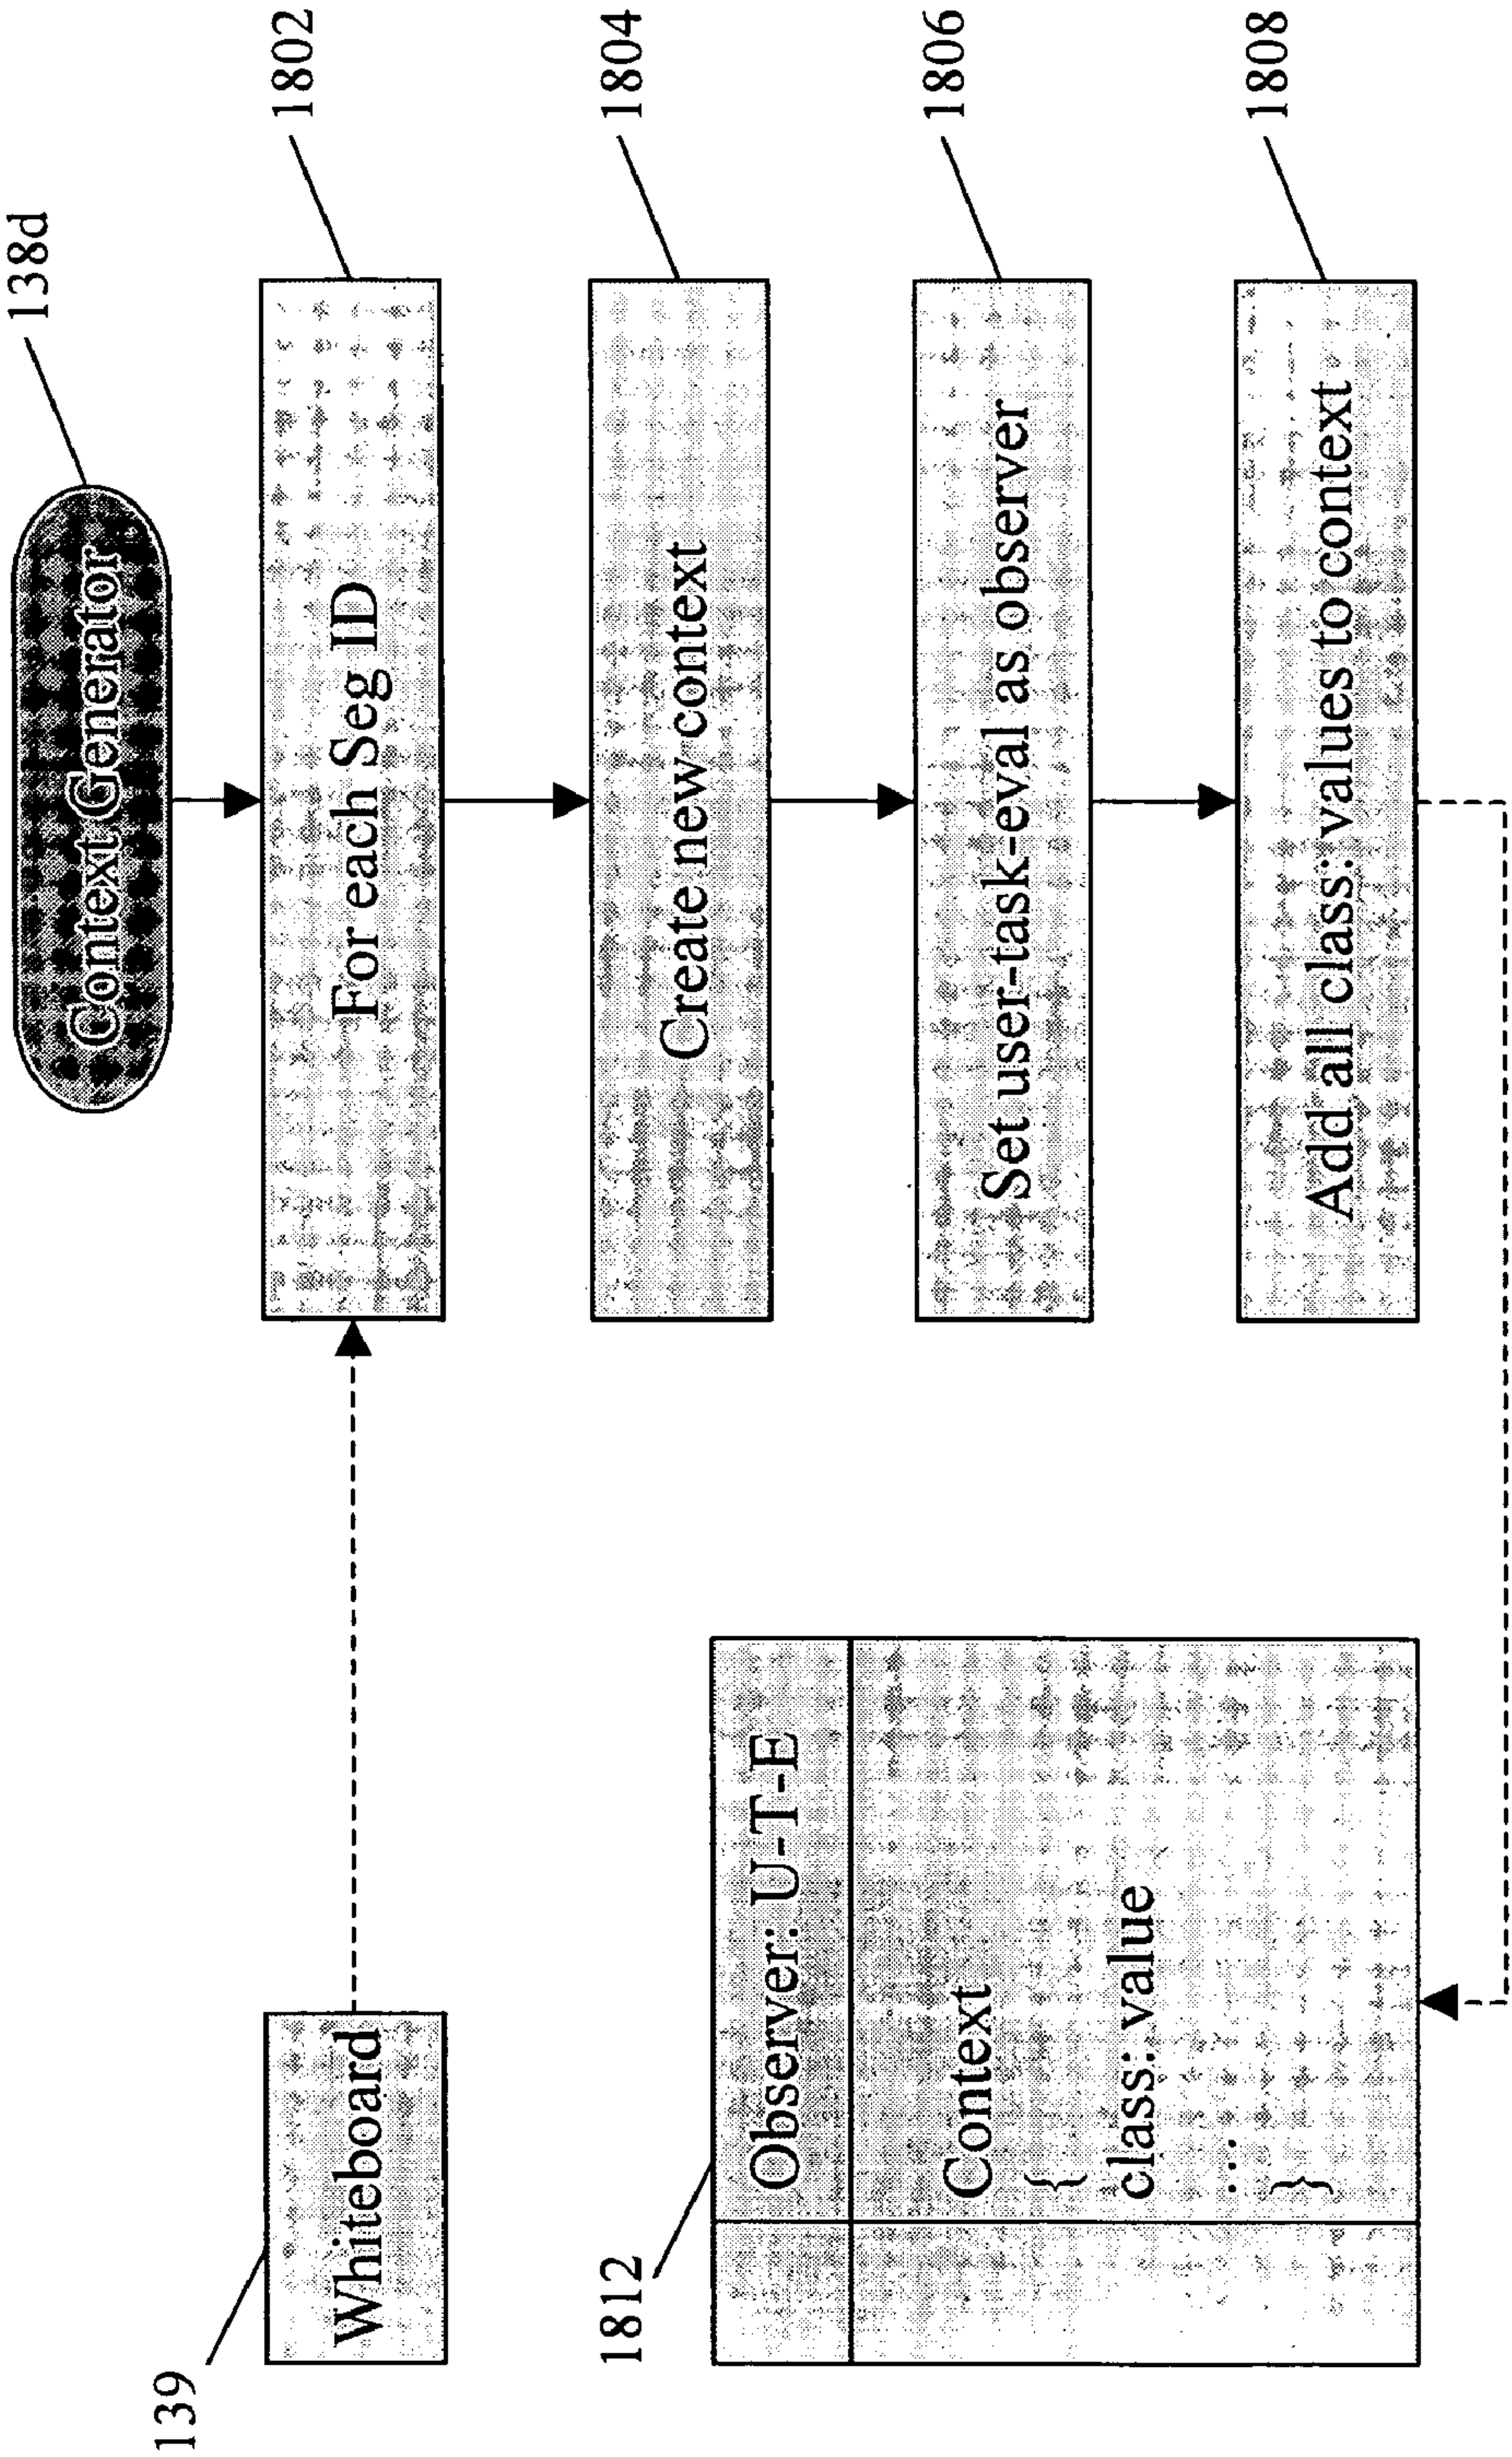 138d
Context Generator
139
Whiteboard
For each Seg ID
1802
Create new context
1804
1812
Observer: U-T-E
Context
{
class: value
...
}
Set user-task-eval as observer
1806
Add all class: values to context
1808